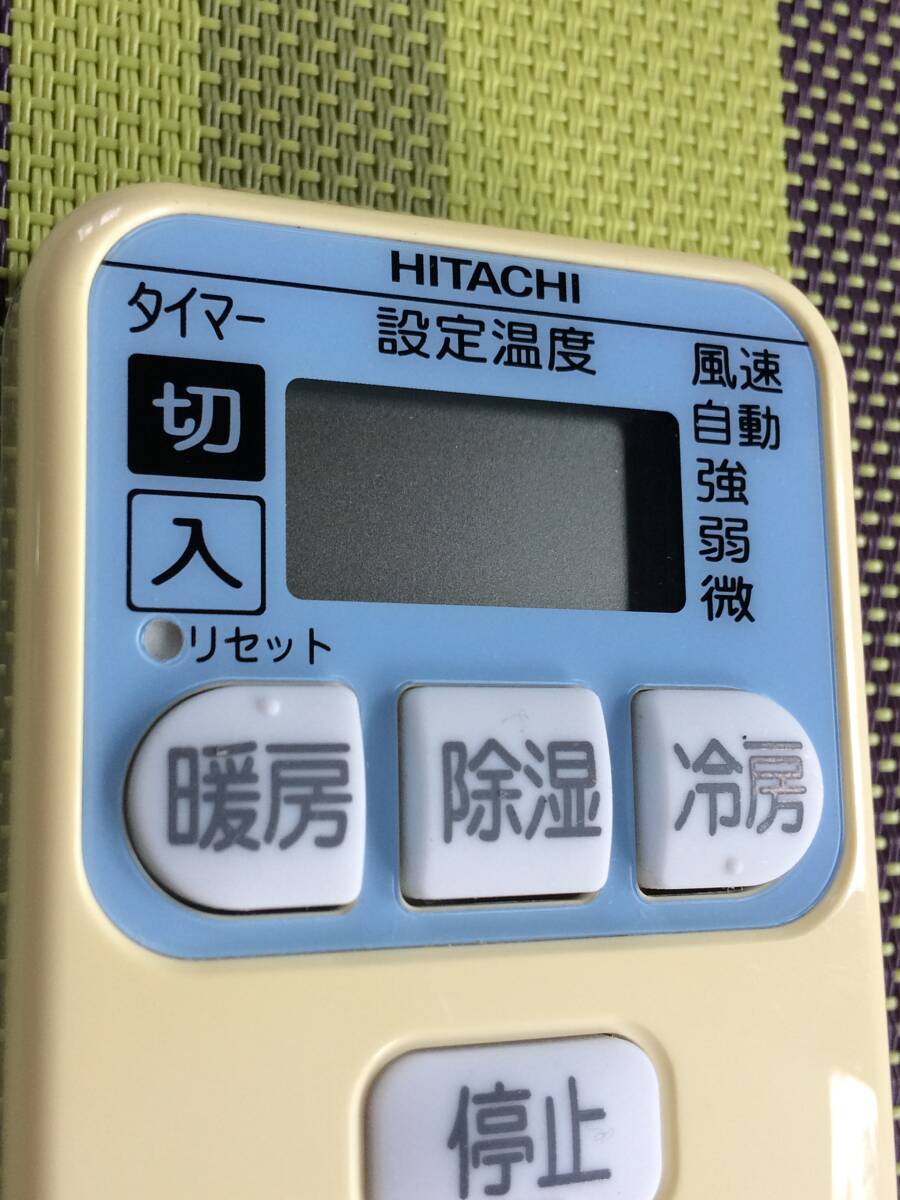 HITACHI
タイマー
設定温度
風速
切
自動
強
入
弱
微
リセット
暖房
除湿
冷房
停止